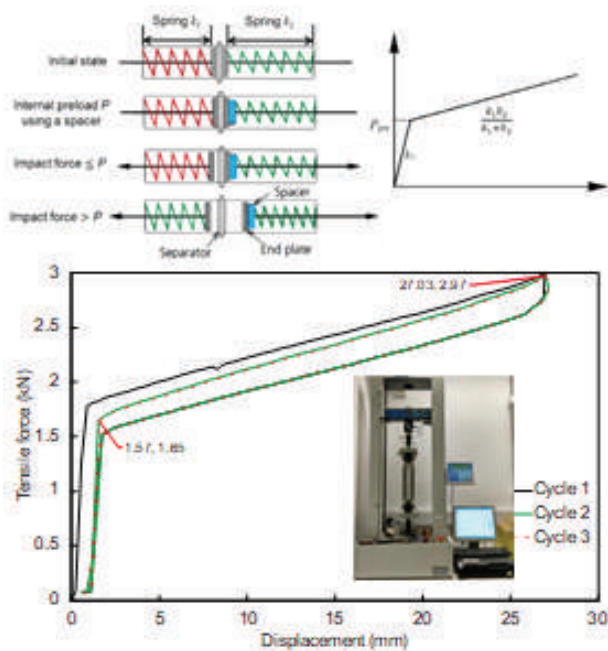 Spring k₁ Spring k₂
Initial state
Internal preload P
using a spacer
Impact force ≤ P
Impact force > P
Spacer
Separator
End plate
k₁k₂
k₁+k₂
3
2.5
2
1.5
1
0.5
0
Tensile force (kN)
27.03, 2.97
1.57, 1.65
Cycle 1
Cycle 2
Cycle 3
0 5 10 15 20 25 30
Displacement (mm)